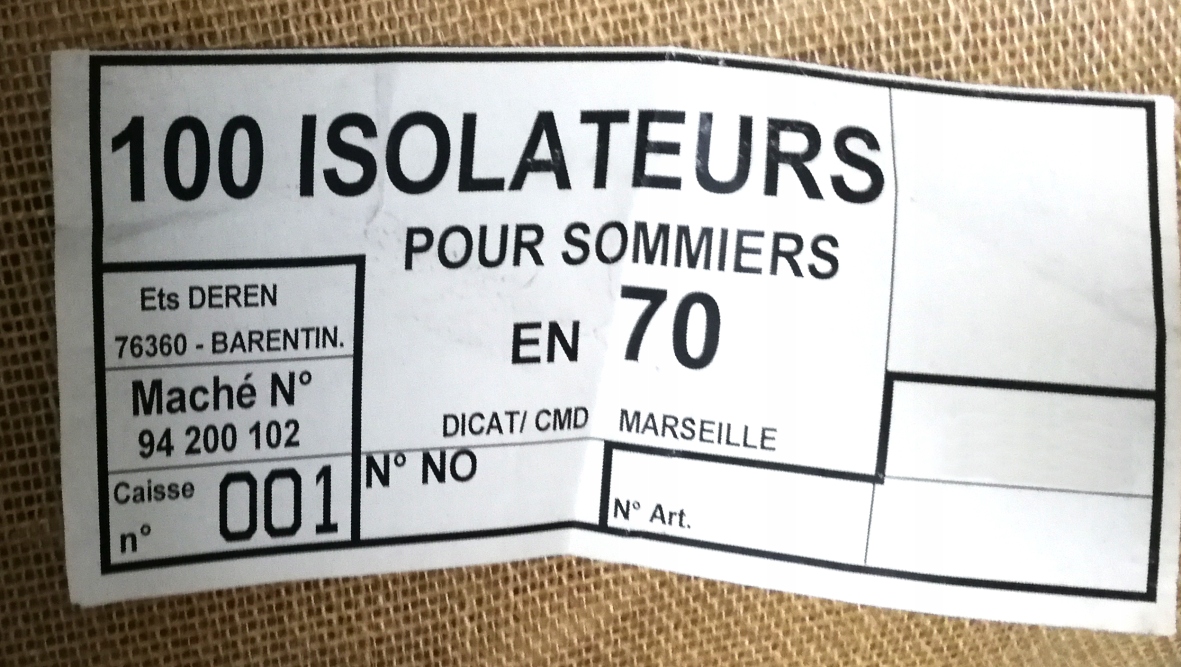 100 ISOLATEURS
POUR SOMMIERS
EN 70
Ets DEREN
76360 - BARENTIN.
Maché N°
94 200 102
Caisse
n° 001
DICAT/ CMD MARSEILLE
N° NO
N° Art.